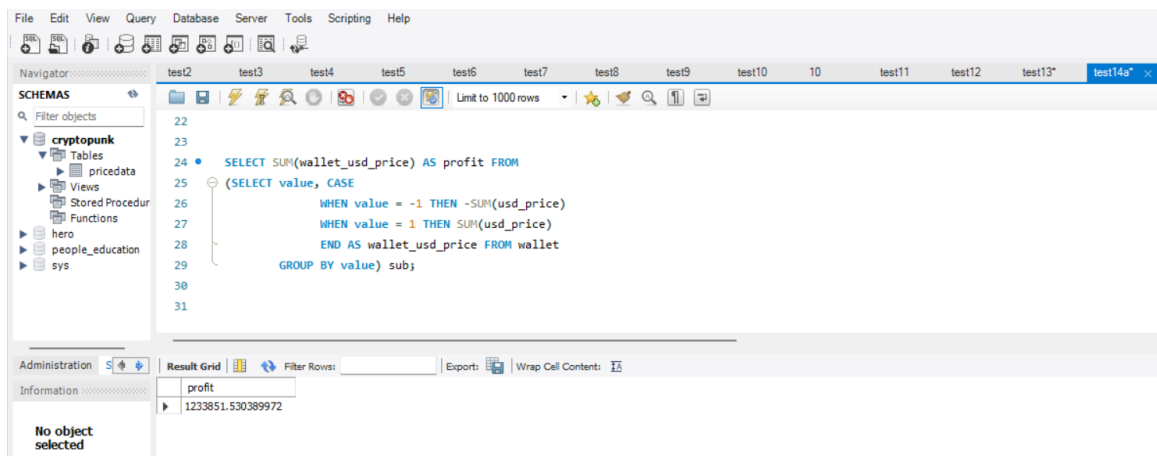 File Edit View Query Database Server Tools Scripting Help
Navigator
test2 test3 test4 test5 test6 test7 test8 test9 test10 10 test11 test12 test13* test14a* ×
SCHEMAS
Limit to 1000 rows
Filter objects
cryptopunk
Tables
pricedata
Views
Stored Procedur
Functions
hero
people_education
sys
22
23
24 SELECT SUM(wallet_usd_price) AS profit FROM
25 (SELECT value, CASE
26 WHEN value = -1 THEN -SUM(usd_price)
27 WHEN value = 1 THEN SUM(usd_price)
28 END AS wallet_usd_price FROM wallet
29 GROUP BY value) sub;
30
31
Administration S
Result Grid Filter Rows: Export: Wrap Cell Content:
Information
profit
1233851.530389972
No object
selected